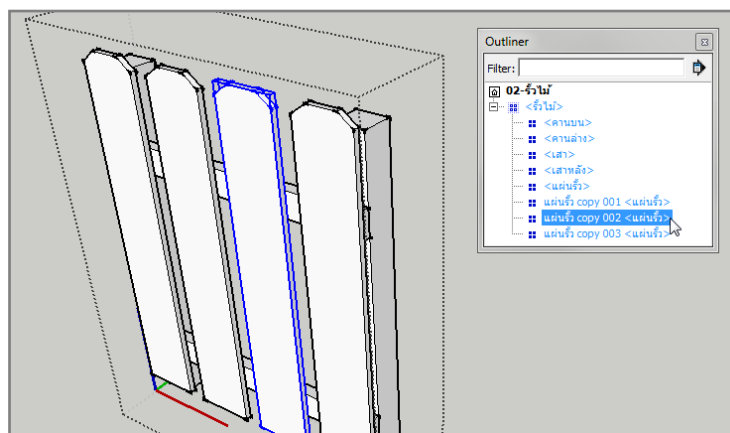 Outliner
Filter:
02-รั้วไม้
<รั้วไม้>
<คานบน>
<คานล่าง>
<เสา>
<เสาหลัง>
<แผ่นรั้ว>
แผ่นรั้ว copy 001 <แผ่นรั้ว>
แผ่นรั้ว copy 002 <แผ่นรั้ว>
แผ่นรั้ว copy 003 <แผ่นรั้ว>